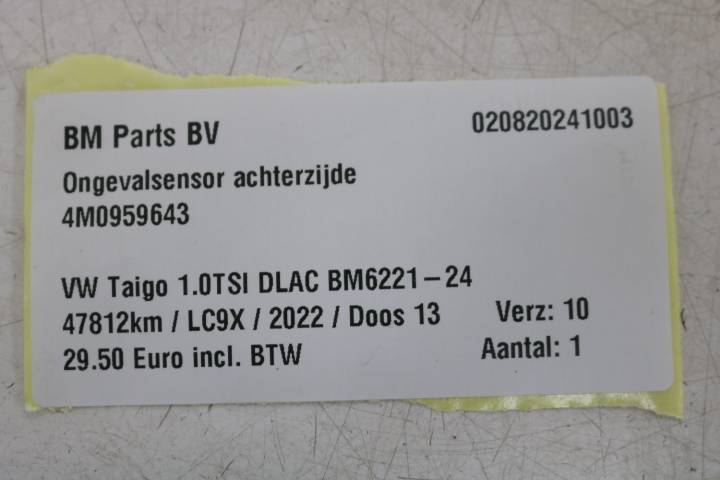 BM Parts BV 020820241003
Ongevalsensor achterzijde
4M0959643
VW Taigo 1.0TSI DLAC BM6221-24
47812km / LC9X / 2022 / Doos 13 Verz: 10
29.50 Euro incl. BTW Aantal: 1